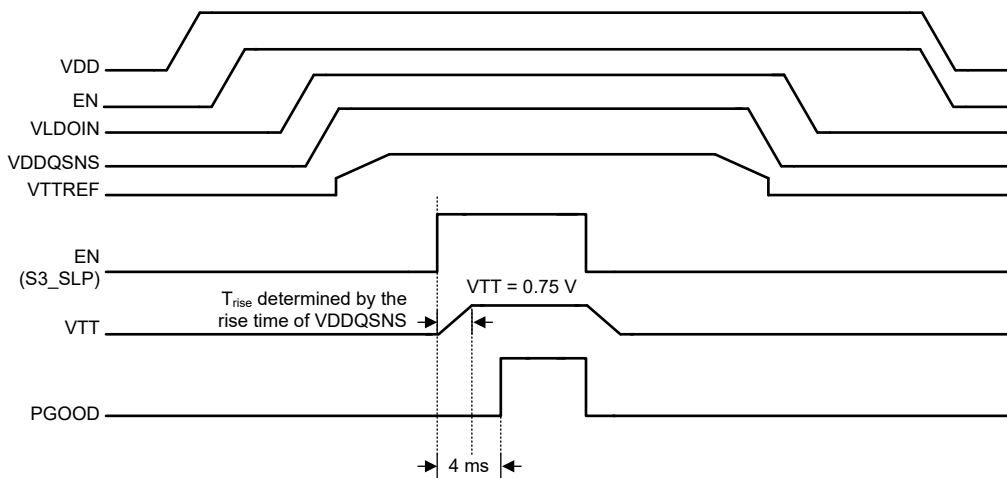 VDD
EN
VLDOIN
VDDQSNS
VTTREF
EN
(S3_SLP)
VTT = 0.75 V
Trise determined by the
rise time of VDDQSNS
VTT
PGOOD
4 ms